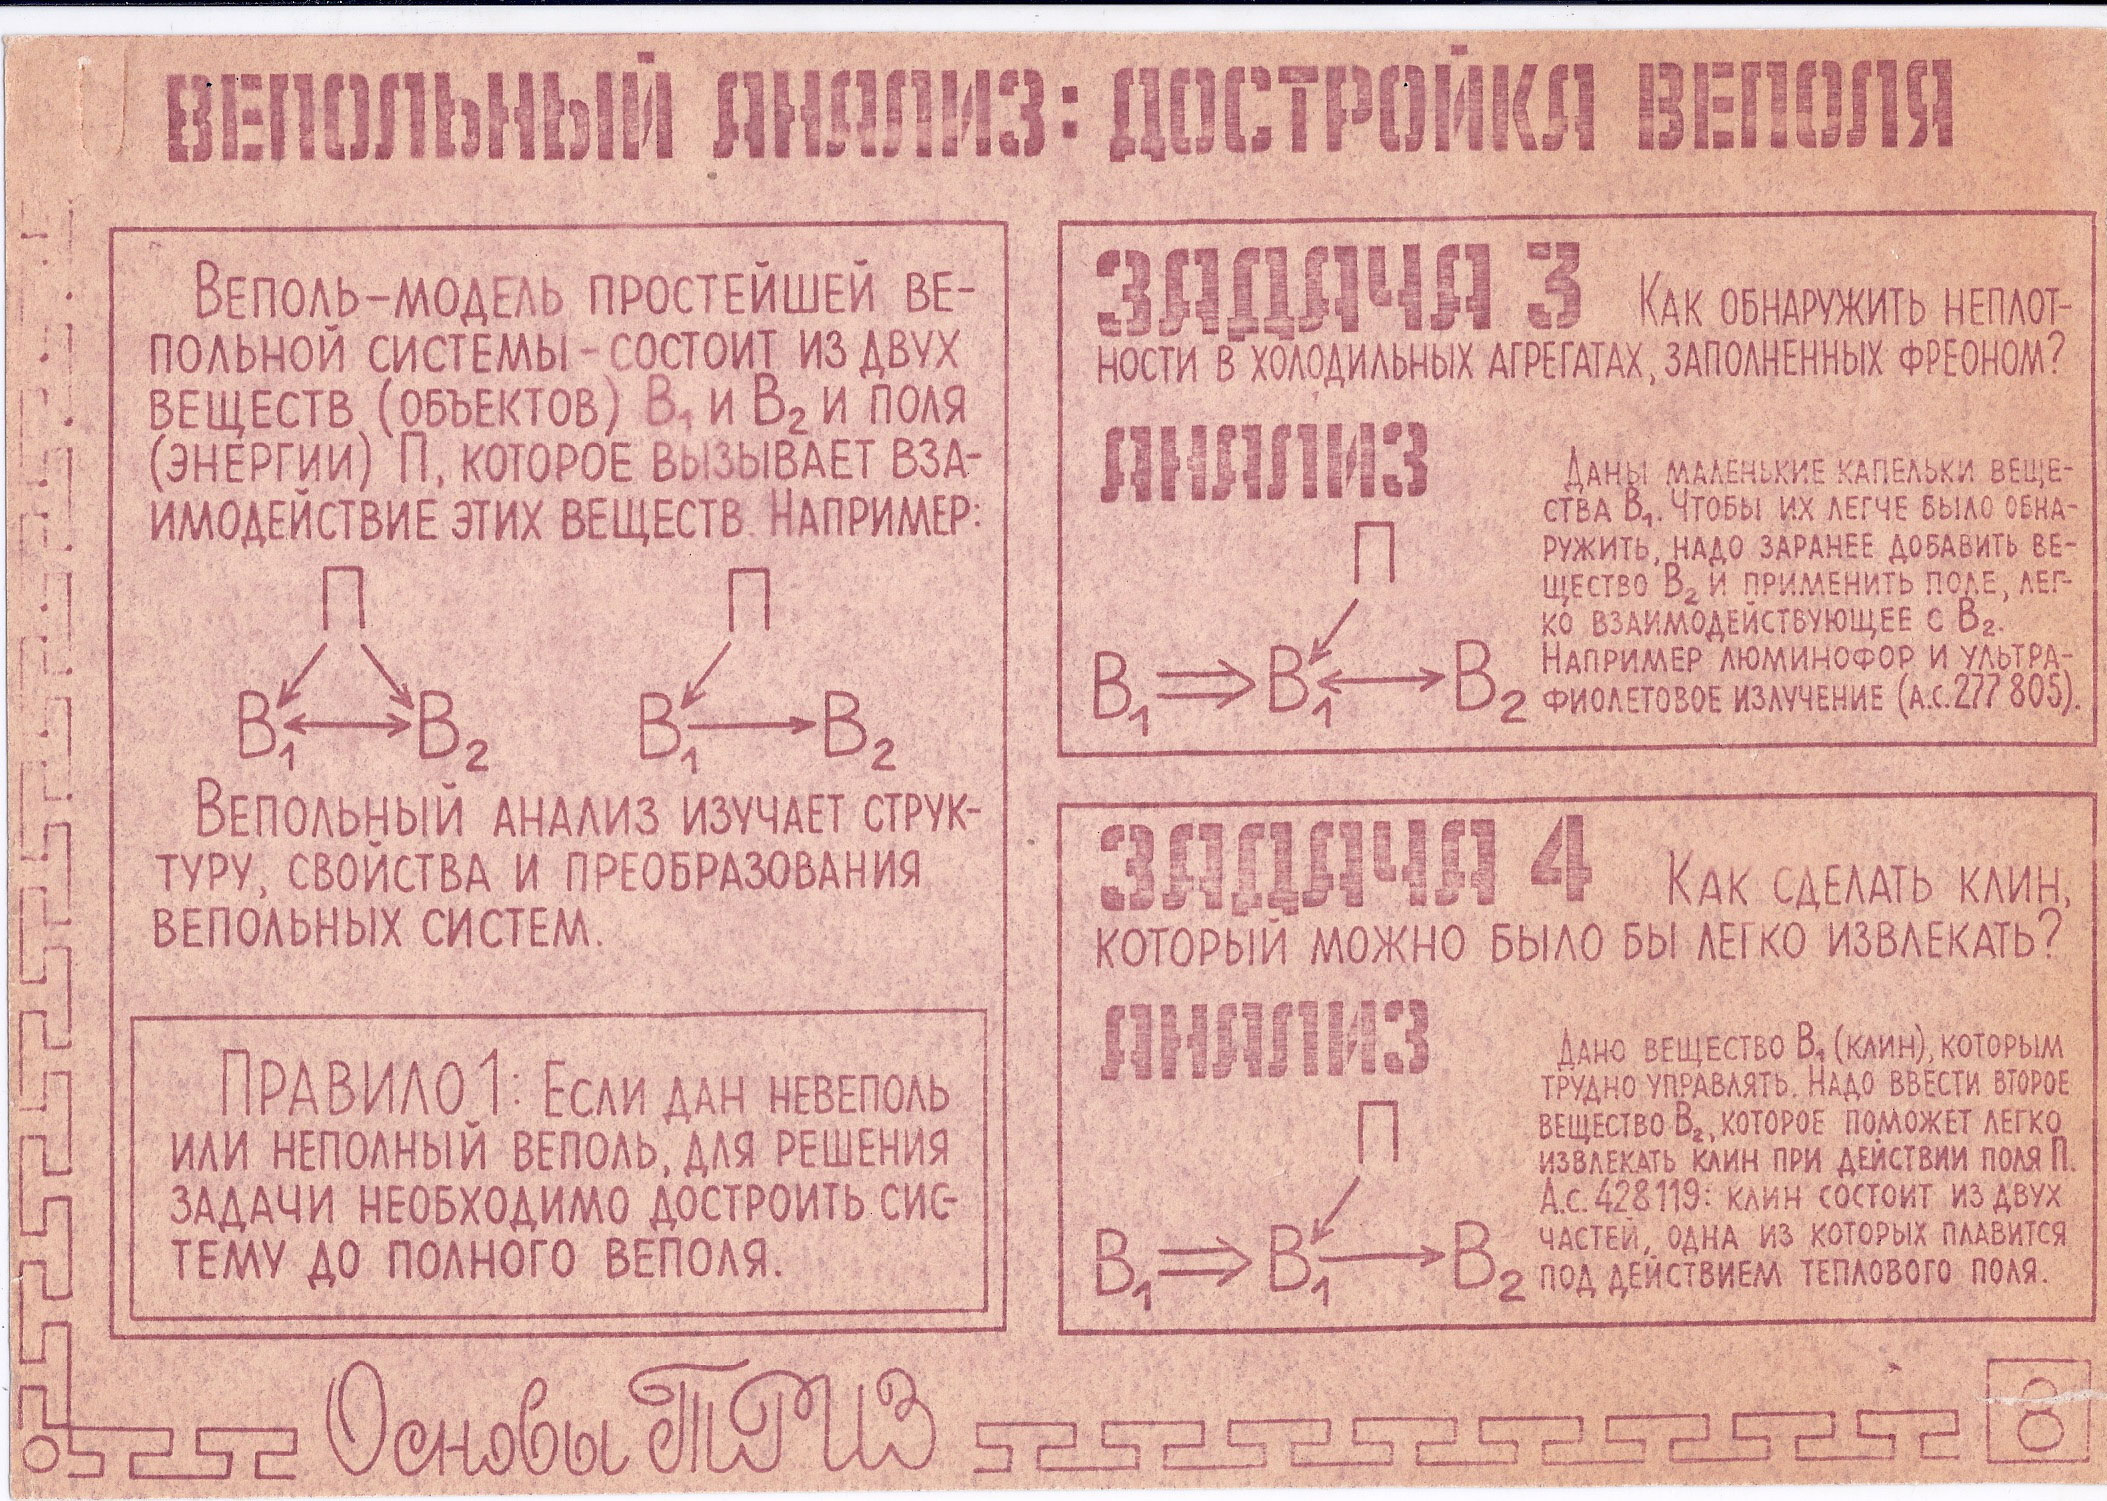 ВЕПОЛЬНЫЙ АНАЛИЗ: ДОСТРОЙКА ВЕПОЛЯ
ВЕПОЛЬ – МОДЕЛЬ ПРОСТЕЙШЕЙ ВЕ-
ПОЛЬНОЙ СИСТЕМЫ – СОСТОИТ ИЗ ДВУХ
ВЕЩЕСТВ (ОБЪЕКТОВ) В₁ И В₂ И ПОЛЯ
(ЭНЕРГИИ) П, КОТОРОЕ ВЫЗЫВАЕТ ВЗА-
ИМОДЕЙСТВИЕ ЭТИХ ВЕЩЕСТВ. НАПРИМЕР:
П П
В₁ В₂ В₁ В₂
ВЕПОЛЬНЫЙ АНАЛИЗ ИЗУЧАЕТ СТРУК-
ТУРУ, СВОЙСТВА И ПРЕОБРАЗОВАНИЯ
ВЕПОЛЬНЫХ СИСТЕМ.
ПРАВИЛО 1: ЕСЛИ ДАН НЕВЕПОЛЬ
ИЛИ НЕПОЛНЫЙ ВЕПОЛЬ, ДЛЯ РЕШЕНИЯ
ЗАДАЧИ НЕОБХОДИМО ДОСТРОИТЬ СИС-
ТЕМУ ДО ПОЛНОГО ВЕПОЛЯ.
ЗАДАЧА 3 КАК ОБНАРУЖИТЬ НЕПЛОТ-
НОСТИ В ХОЛОДИЛЬНЫХ АГРЕГАТАХ, ЗАПОЛНЕННЫХ ФРЕОНОМ?
АНАЛИЗ
ДАНЫ МАЛЕНЬКИЕ КАПЕЛЬКИ ВЕЩЕ-
СТВА В₁. ЧТОБЫ ИХ ЛЕГЧЕ БЫЛО ОБНА-
РУЖИТЬ, НАДО ЗАРАНЕЕ ДОБАВИТЬ ВЕ-
ЩЕСТВО В₂ И ПРИМЕНИТЬ ПОЛЕ, ЛЕГ-
КО ВЗАИМОДЕЙСТВУЮЩЕЕ С В₂.
НАПРИМЕР ЛЮМИНОФОР И УЛЬТРА-
ФИОЛЕТОВОЕ ИЗЛУЧЕНИЕ (А.С. 277 805).
П
В₁ В₁ В₂
ЗАДАЧА 4 КАК СДЕЛАТЬ КЛИН,
КОТОРЫЙ МОЖНО БЫЛО БЫ ЛЕГКО ИЗВЛЕКАТЬ?
АНАЛИЗ
ДАНО ВЕЩЕСТВО В₁ (КЛИН), КОТОРЫМ
ТРУДНО УПРАВЛЯТЬ. НАДО ВВЕСТИ ВТОРОЕ
ВЕЩЕСТВО В₂, КОТОРОЕ ПОМОЖЕТ ЛЕГКО
ИЗВЛЕКАТЬ КЛИН ПРИ ДЕЙСТВИИ ПОЛЯ П.
А.С. 428119: КЛИН СОСТОИТ ИЗ ДВУХ
ЧАСТЕЙ, ОДНА ИЗ КОТОРЫХ ПЛАВИТСЯ
ПОД ДЕЙСТВИЕМ ТЕПЛОВОГО ПОЛЯ.
П
В₁ В₁ В₂
Основы ТРИЗ
8